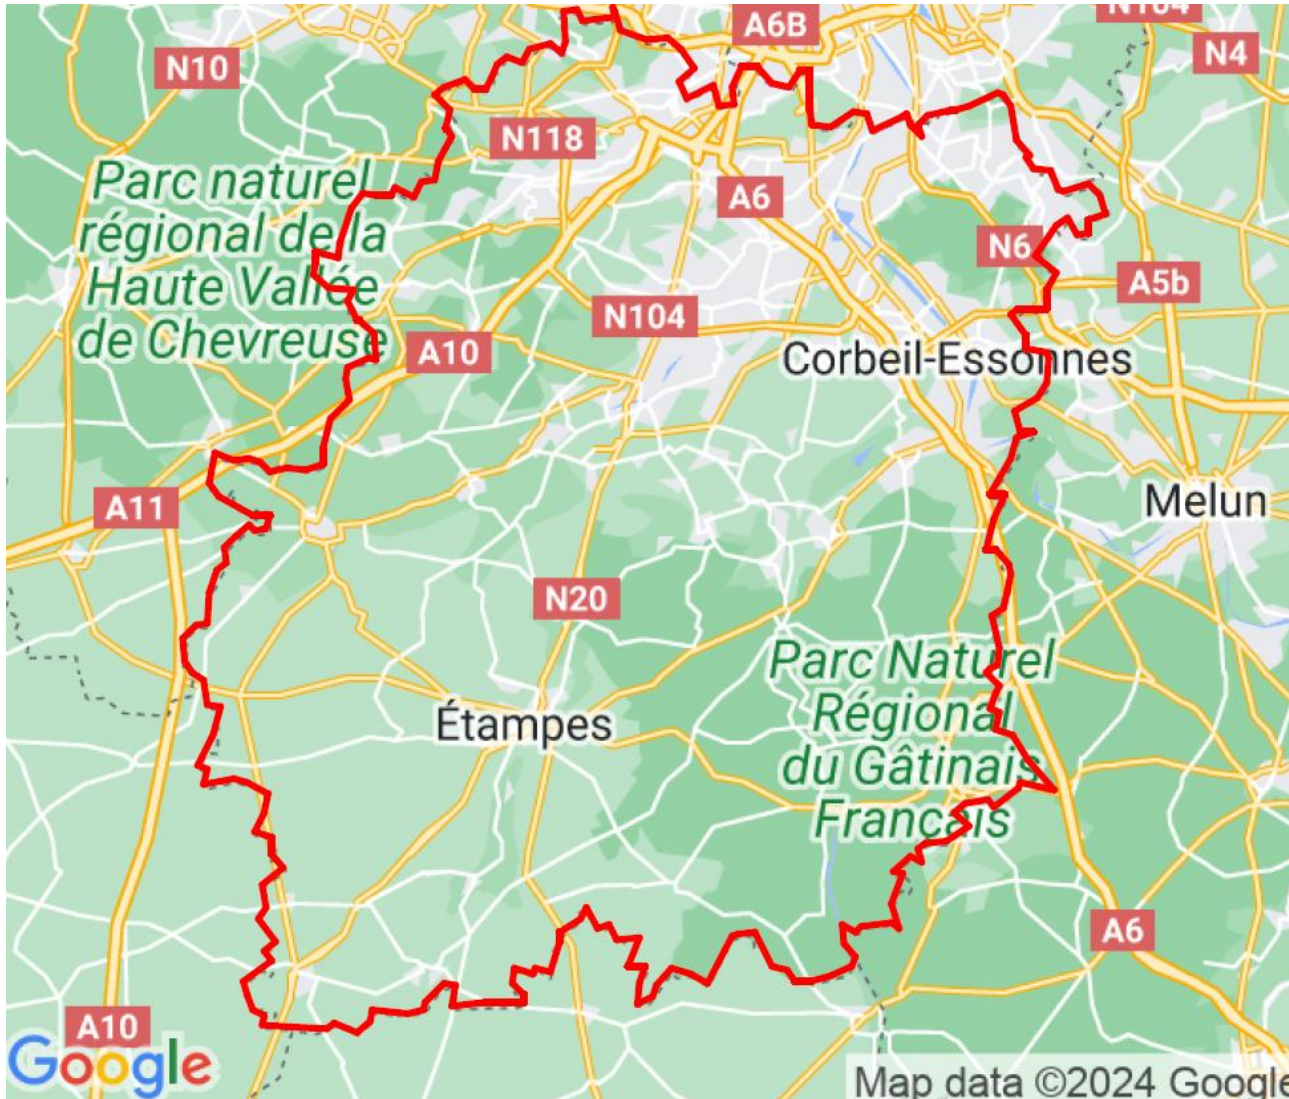 N104
A6B
N4
N10
N118
Parc naturel
régional de la
Haute Vallée
de Chevreuse
A6
N6
A5b
N104
A10
Corbeil-Essonnes
A11
Melun
N20
Parc Naturel
Régional
du Gâtinais
Français
Étampes
A6
A10
Google
Map data ©2024 Google